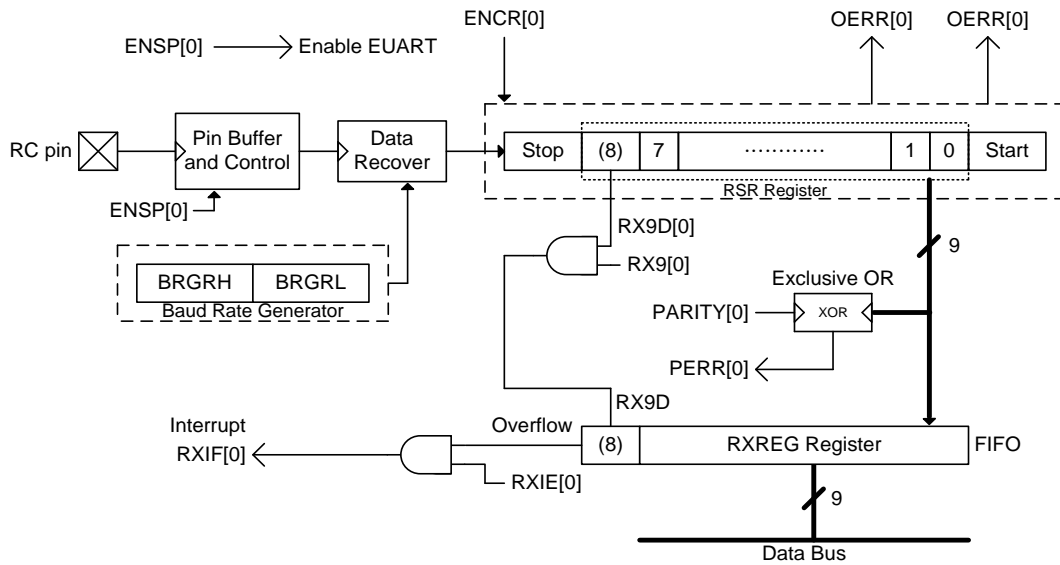 ENCR[0]
OERR[0]
OERR[0]
ENSP[0]
Enable EUART
RC pin
Pin Buffer
and Control
Data
Recover
Stop
(8)
7
············
1
0
Start
RSR Register
ENSP[0]
RX9D[0]
9
RX9[0]
BRGRH
BRGRL
Baud Rate Generator
Exclusive OR
PARITY[0]
XOR
PERR[0]
RX9D
Interrupt
RXIF[0]
Overflow
(8)
RXREG Register
FIFO
RXIE[0]
9
Data Bus